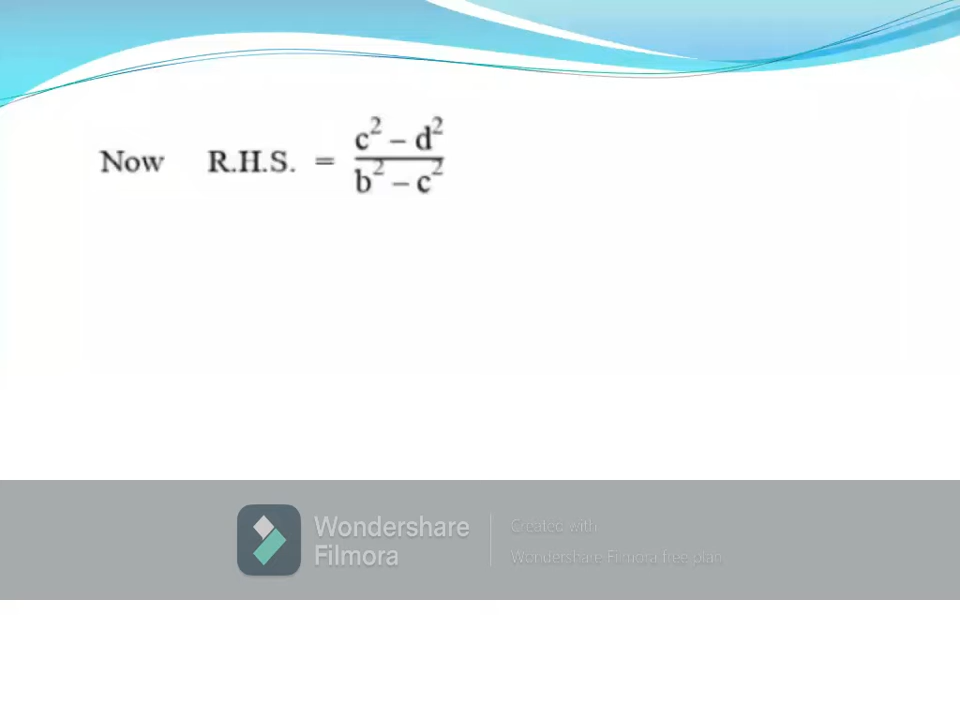 Now R.H.S. = c² – d² / b² – c²
Wondershare
Filmora
Created with
Wondershare Filmora free plan